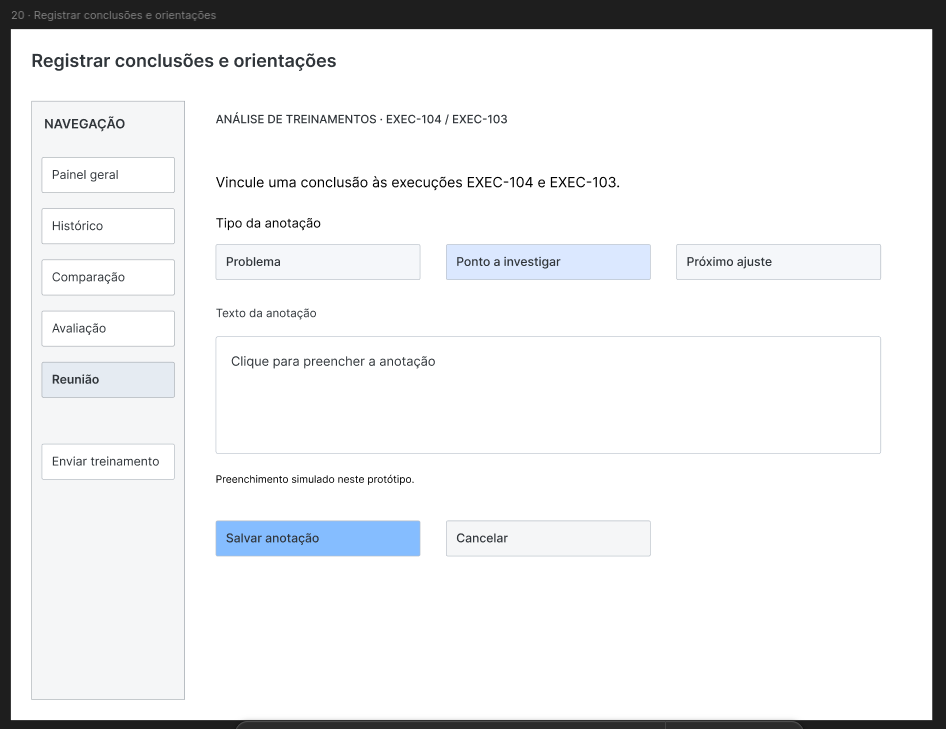 20 - Registrar conclusões e orientações
Registrar conclusões e orientações
NAVEGAÇÃO
Painel geral
Histórico
Comparação
Avaliação
Reunião
Enviar treinamento
ANÁLISE DE TREINAMENTOS · EXEC-104 / EXEC-103
Vincule uma conclusão às execuções EXEC-104 e EXEC-103.
Tipo da anotação
Problema
Ponto a investigar
Próximo ajuste
Texto da anotação
Clique para preencher a anotação
Preenchimento simulado neste protótipo.
Salvar anotação
Cancelar